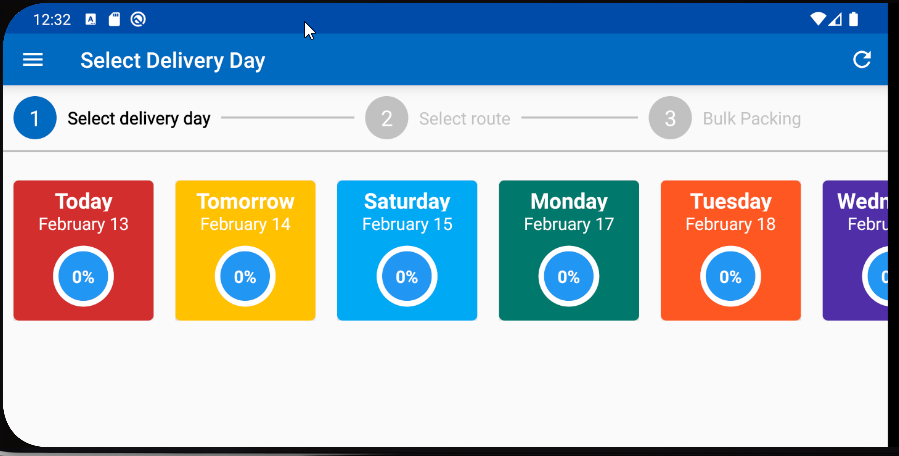 12:32
Select Delivery Day
1 Select delivery day 2 Select route 3 Bulk Packing
Today
February 13
0%
Tomorrow
February 14
0%
Saturday
February 15
0%
Monday
February 17
0%
Tuesday
February 18
0%
Wedn
Febru